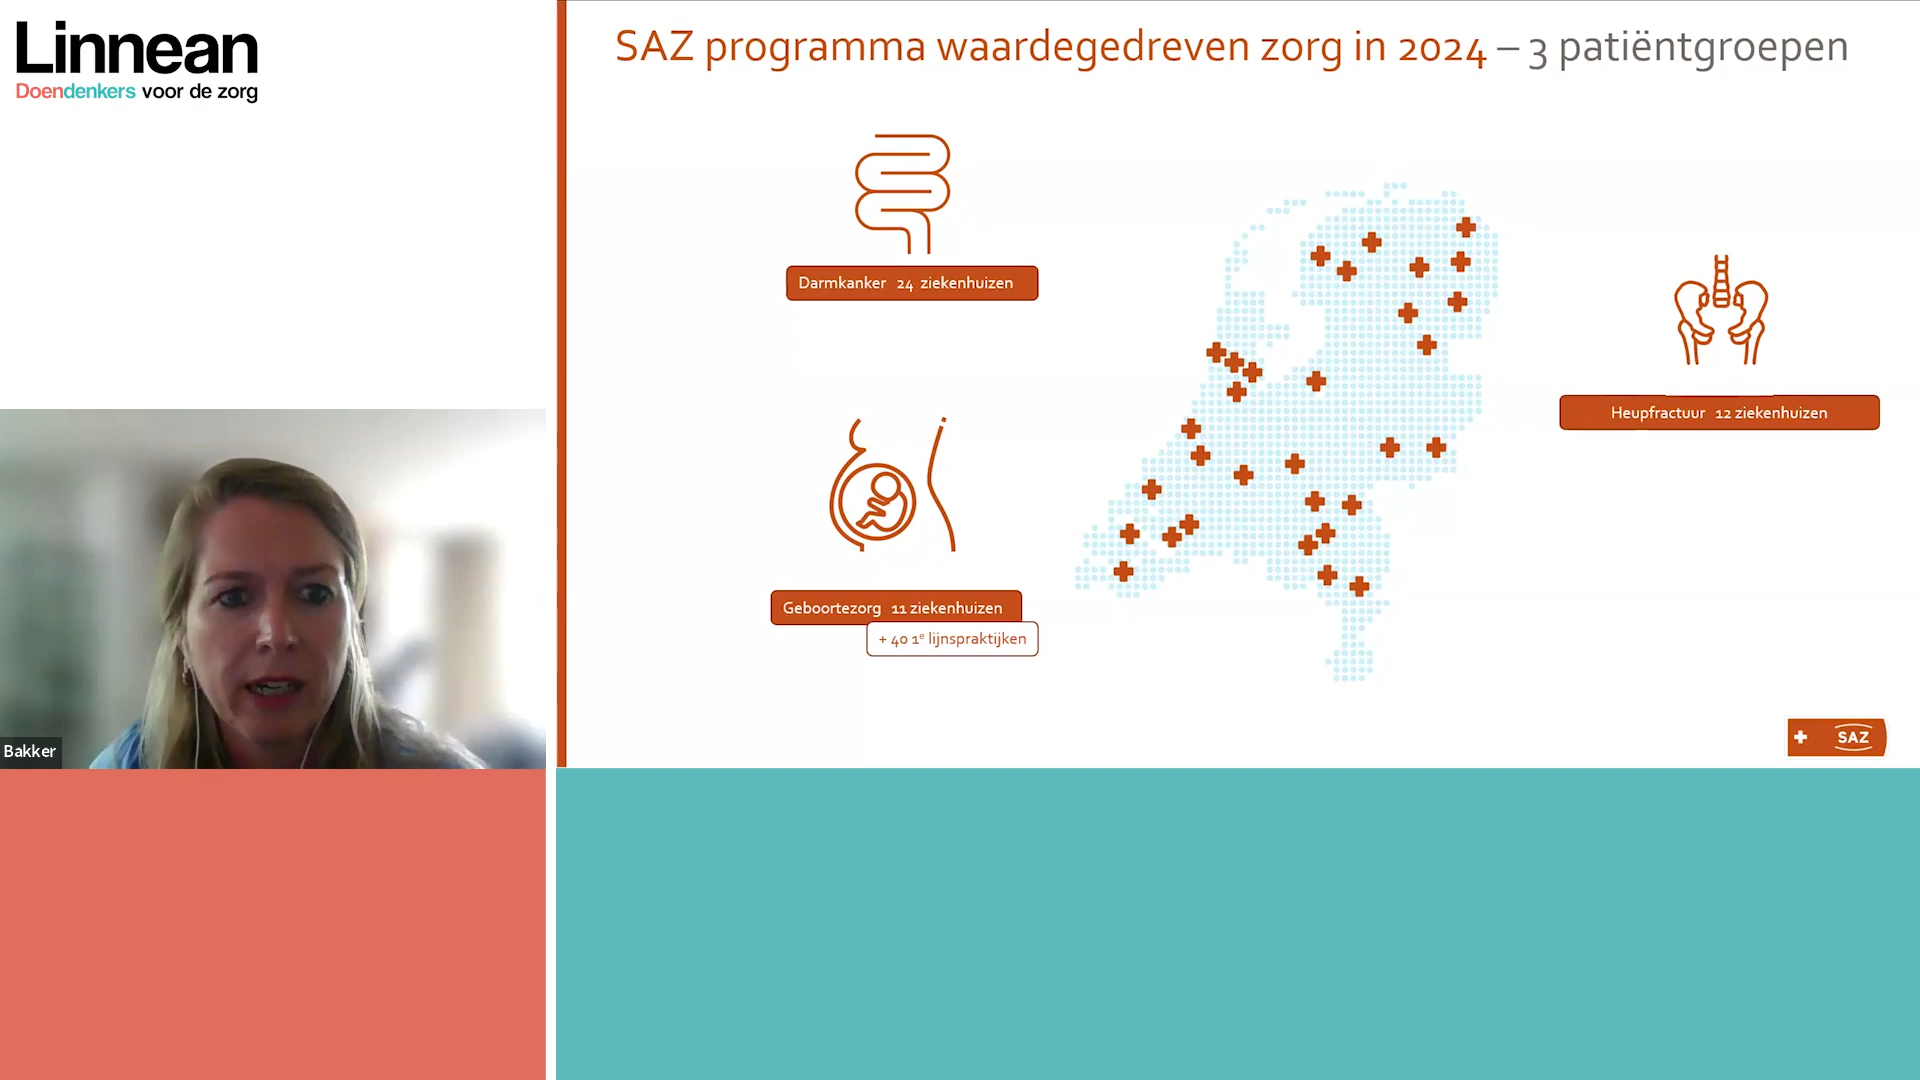 Linnean
Doendenkers voor de zorg
SAZ programma waardegedreven zorg in 2024 – 3 patiëntgroepen
Darmkanker 24 ziekenhuizen
Heupfractuur 12 ziekenhuizen
Geboortezorg 11 ziekenhuizen
+ 40 1e lijnspraktijken
Bakker
SAZ